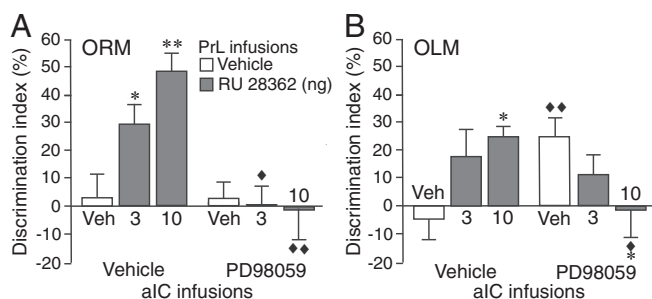 A
ORM
Discrimination index (%)
60
50
40
30
20
10
0
-10
-20
PrL infusions
Vehicle
RU 28362 (ng)
*
**
♦
♦♦
Veh
3
10
Veh
3
10
Vehicle
PD98059
aIC infusions
B
OLM
Discrimination index (%)
60
50
40
30
20
10
0
-10
-20
Veh
*
♦♦
10
3
10
Veh
3
♦
*
Vehicle
PD98059
aIC infusions